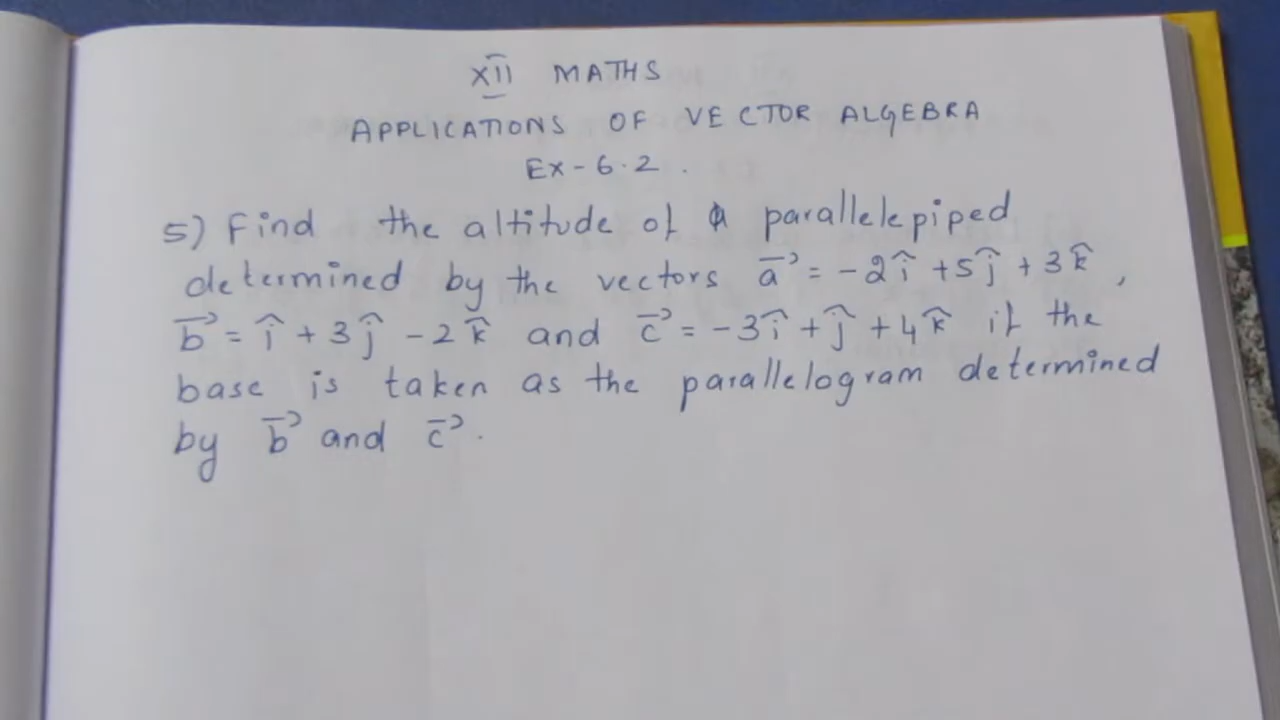 XII MATHS
APPLICATIONS OF VECTOR ALGEBRA
EX-6.2.
5) Find the altitude of a parallelepiped
determined by the vectors a⃗ = -2î + 5ĵ + 3k̂,
b⃗ = î + 3ĵ - 2k̂ and c⃗ = -3î + ĵ + 4k̂ if the
base is taken as the parallelogram determined
by b⃗ and c⃗.